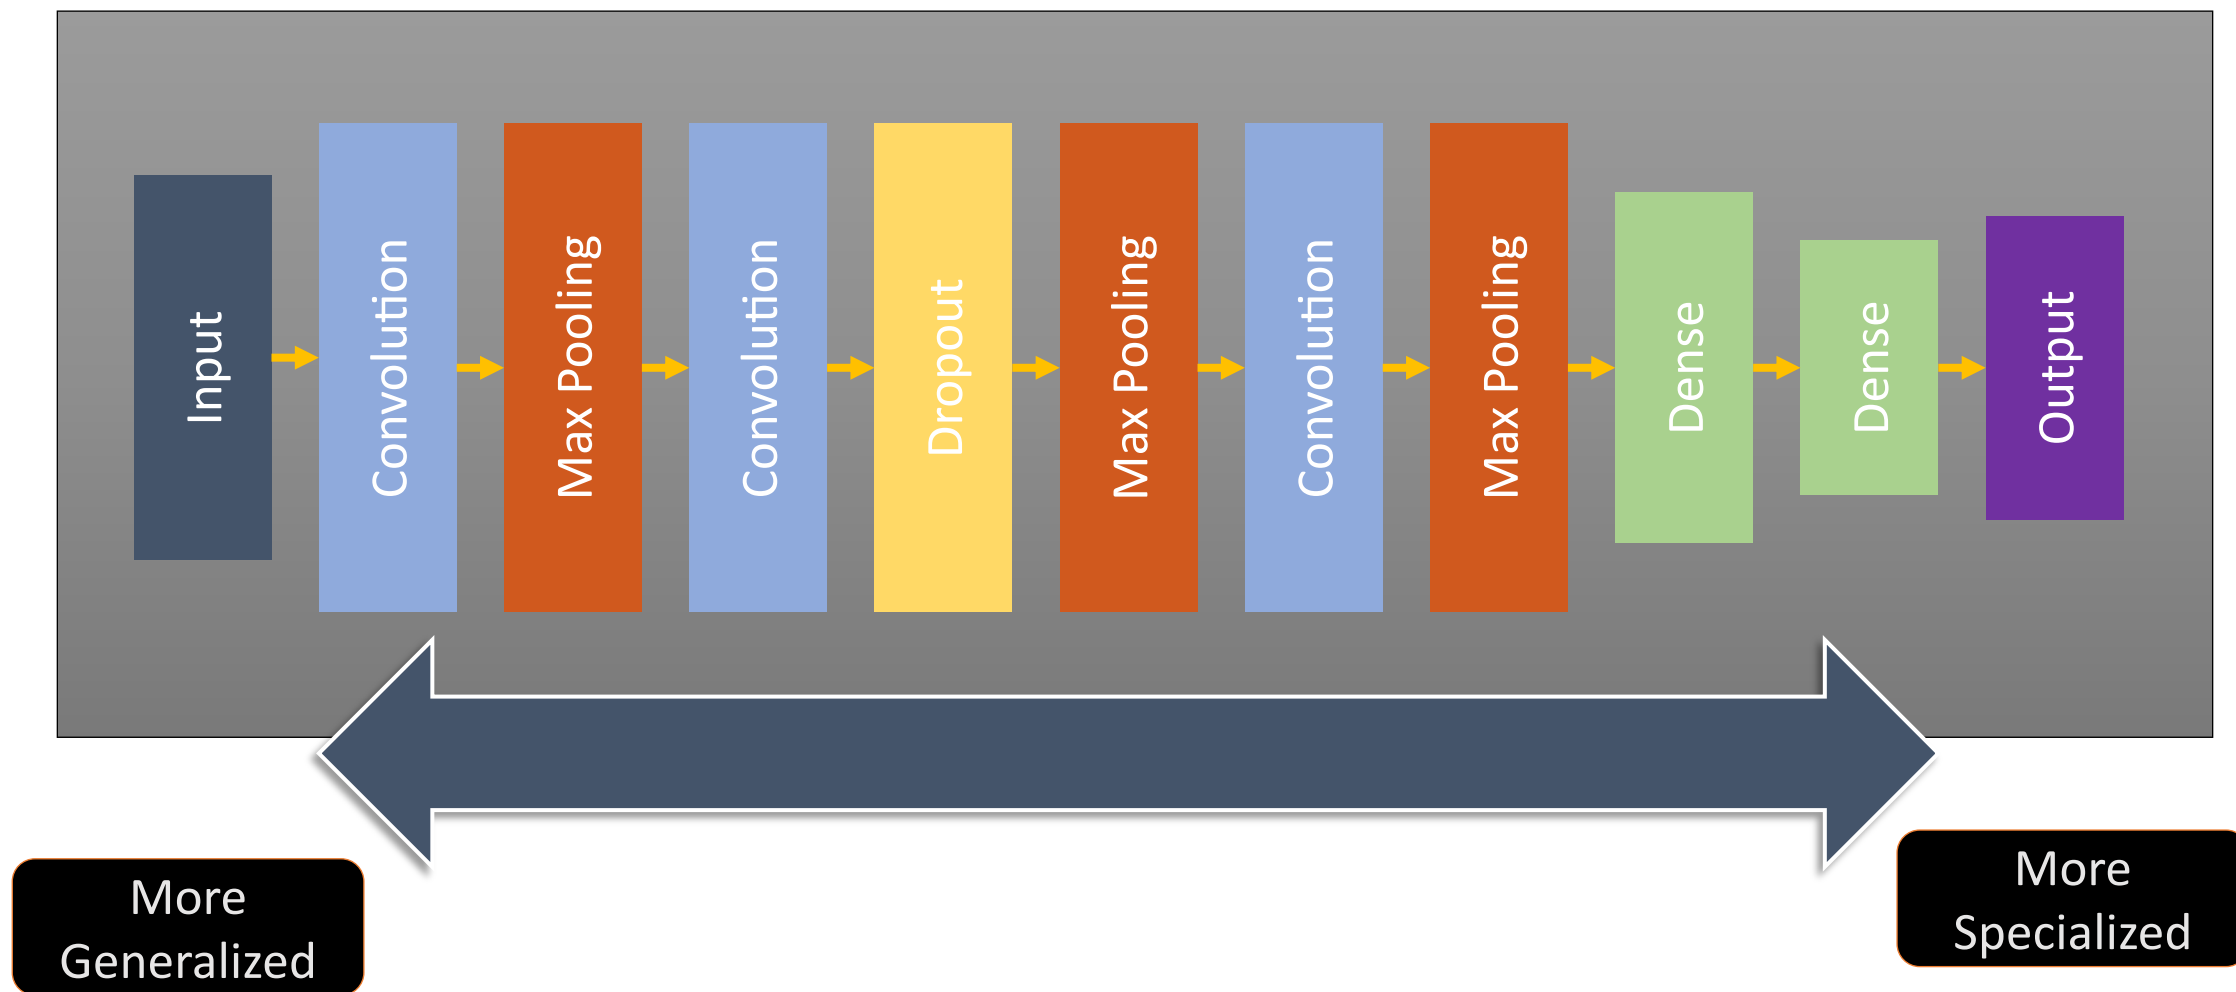 Input
Convolution
Max Pooling
Convolution
Dropout
Max Pooling
Convolution
Max Pooling
Dense
Dense
Output
More
Generalized
More
Specialized